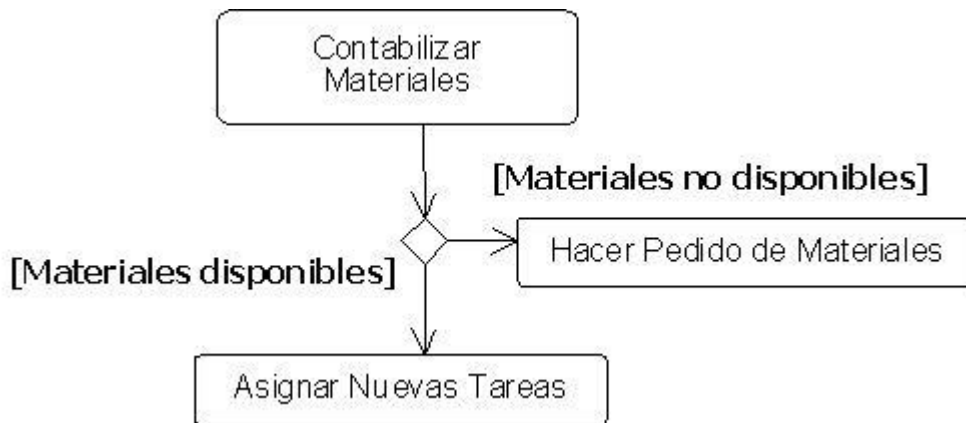 Contabilizar
Materiales
[Materiales no disponibles]
Hacer Pedido de Materiales
[Materiales disponibles]
Asignar Nuevas Tareas